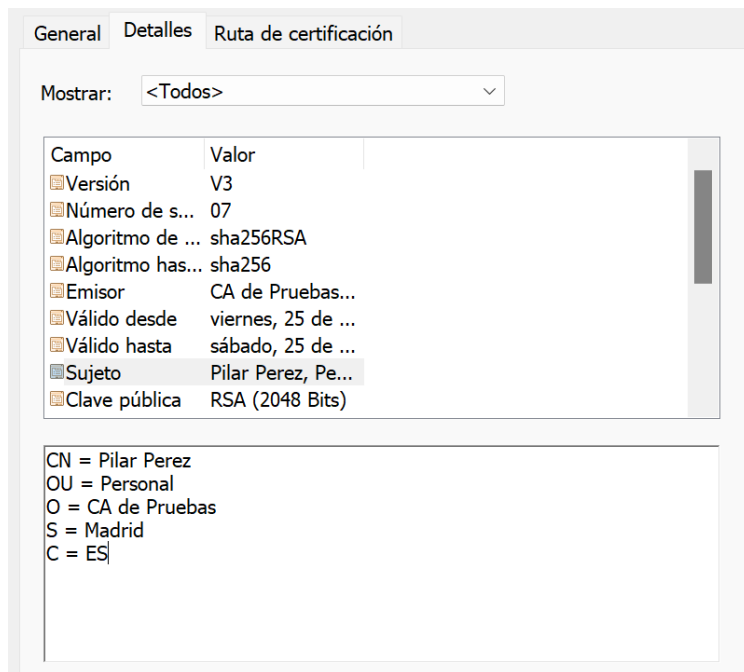 General Detalles Ruta de certificación
Mostrar: <Todos>
Campo Valor
Versión V3
Número de s... 07
Algoritmo de ... sha256RSA
Algoritmo has... sha256
Emisor CA de Pruebas...
Válido desde viernes, 25 de ...
Válido hasta sábado, 25 de ...
Sujeto Pilar Perez, Pe...
Clave pública RSA (2048 Bits)
CN = Pilar Perez
OU = Personal
O = CA de Pruebas
S = Madrid
C = ES